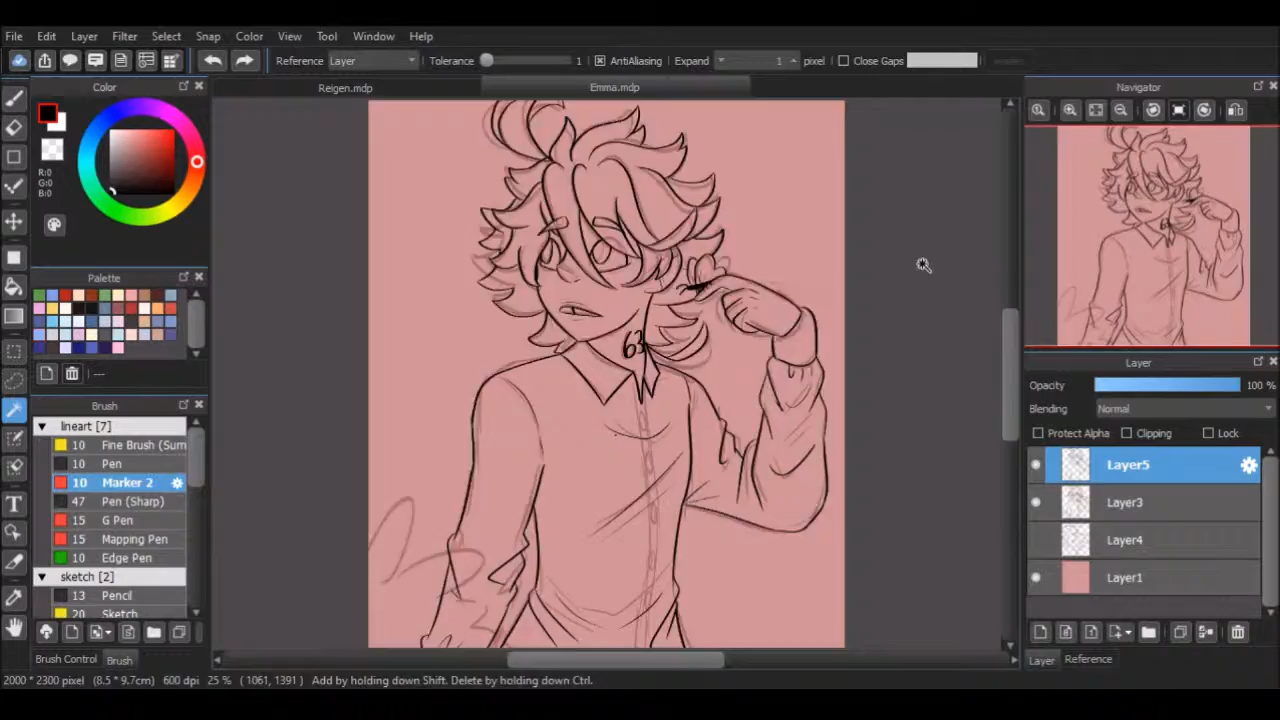 File Edit Layer Filter Select Snap Color View Tool Window Help
Reference Layer Tolerance 1 AntiAliasing Expand 1 pixel Close Gaps
Color
Reigen.mdp
Emma.mdp
Navigator
R:0
G:0
B:0
Palette
---
Brush
lineart [7]
10 Fine Brush (Sum
10 Pen
10 Marker 2
47 Pen (Sharp)
15 G Pen
15 Mapping Pen
10 Edge Pen
sketch [2]
13 Pencil
20 Sketch
Brush Control Brush
63
Layer
Opacity 100 %
Blending Normal
Protect Alpha Clipping Lock
Layer5
Layer3
Layer4
Layer1
Layer Reference
2000 * 2300 pixel (8.5 * 9.7cm) 600 dpi 25 % ( 1061, 1391 ) Add by holding down Shift. Delete by holding down Ctrl.